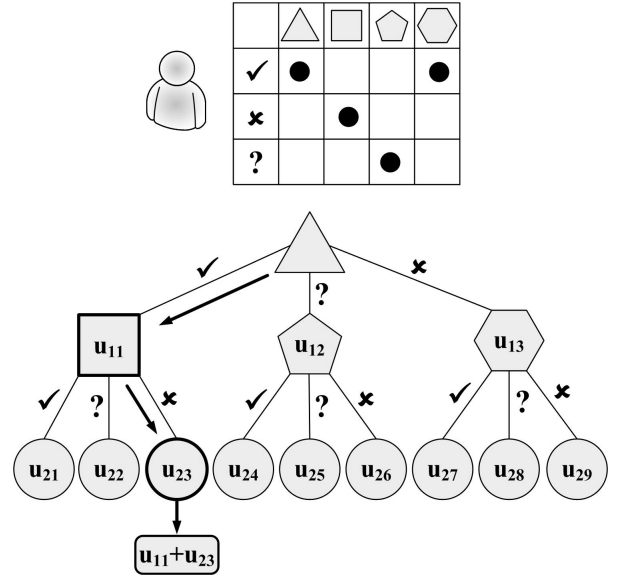 ✓
✘
?
✓ ? ✘
u11 u12 u13
✓ ? ✘ ✓ ? ✘ ✓ ? ✘
u21 u22 u23 u24 u25 u26 u27 u28 u29
u11+u23